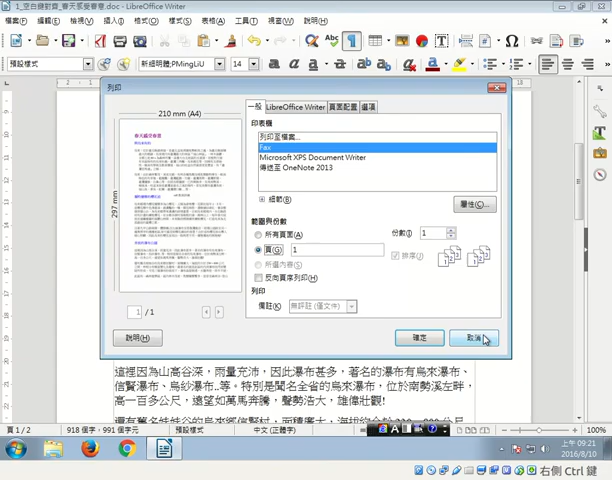 1_空白鍵對齊_春天感受春意.doc - LibreOffice Writer
檔案(F) 編輯(E) 檢視(V) 插入(I) 格式(O) 樣式(S) 表格(A) 工具(T) 視窗(W) 說明(H)
預設樣式 新細明體;PMingLiU 14
列印
210 mm (A4)
297 mm
春天感受春意
1 / 1
一般 LibreOffice Writer 頁面配置 選項
印表機
列印至檔案...
Fax
Microsoft XPS Document Writer
傳送至 OneNote 2013
細節(B)
屬性(C)...
範圍與份數
所有頁面(A)
頁(G) 1
所選內容(S)
反向頁序列印(H)
份數(I) 1
排序(J)
列印
備註(K) 無評註 (僅文件)
說明(H) 確定 取消
這裡因為山高谷深，雨量充沛，因此瀑布甚多，著名的瀑布有烏來瀑布、
信賢瀑布、烏紗瀑布..等。特別是聞名全省的烏來瀑布，位於南勢溪左畔，
高一百多公尺，遠望如萬馬奔騰，聲勢浩大，雄偉壯觀!
頁 1 / 2 918 個字，991 個字元 預設樣式 中文 (正體字) 100%
上午 09:21
2016/8/10
右側 Ctrl 鍵